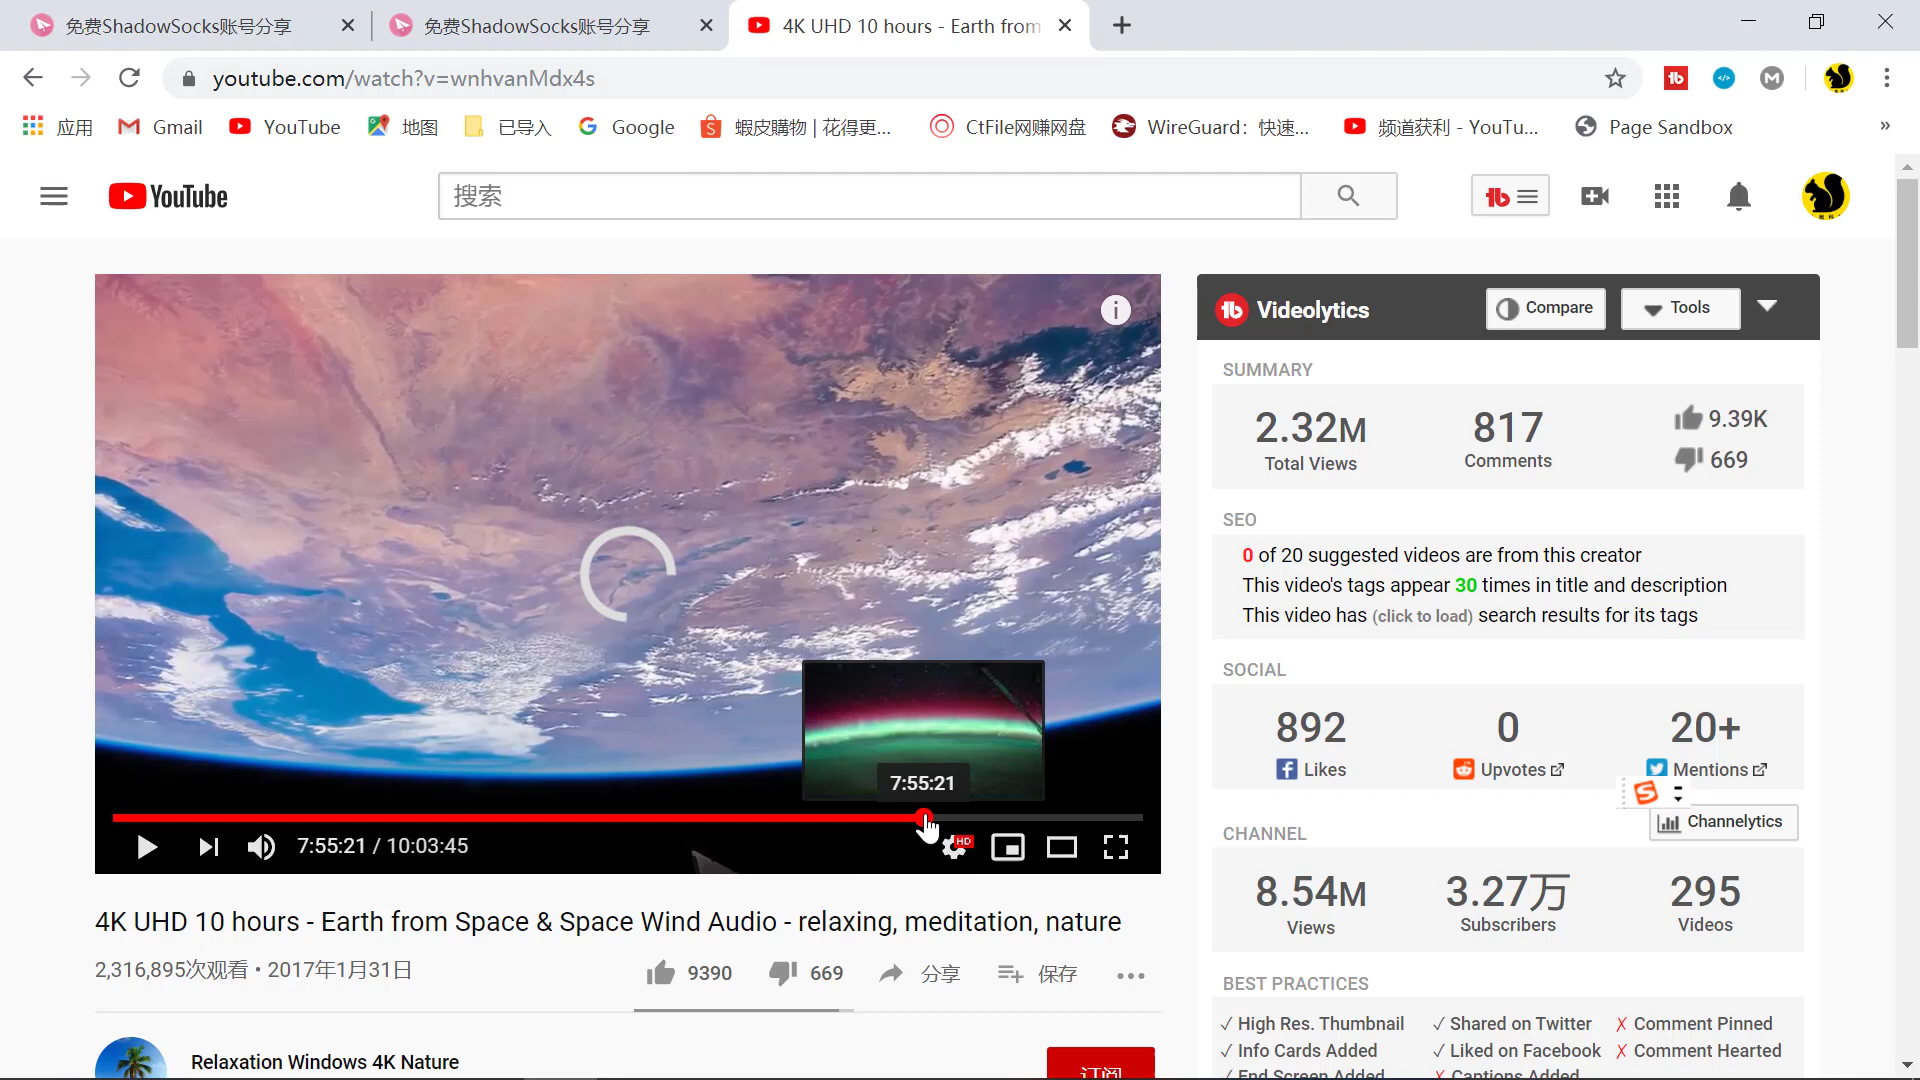 免费ShadowSocks账号分享
免费ShadowSocks账号分享
4K UHD 10 hours - Earth from
youtube.com/watch?v=wnhvanMdx4s
应用
Gmail
YouTube
地图
已导入
Google
蝦皮購物 | 花得更...
CtFile网赚网盘
WireGuard：快速...
频道获利 - YouTu...
Page Sandbox
»
YouTube
搜索
Videolytics
Compare
Tools
SUMMARY
2.32M
Total Views
817
Comments
9.39K
669
SEO
0 of 20 suggested videos are from this creator
This video's tags appear 30 times in title and description
This video has (click to load) search results for its tags
SOCIAL
892
Likes
0
Upvotes
20+
Mentions
CHANNEL
Channelytics
8.54M
Views
3.27万
Subscribers
295
Videos
BEST PRACTICES
✓ High Res. Thumbnail
✓ Shared on Twitter
✗ Comment Pinned
✓ Info Cards Added
✓ Liked on Facebook
✗ Comment Hearted
✓ End Screen Added
✗ Captions Added
7:55:21
7:55:21 / 10:03:45
HD
4K UHD 10 hours - Earth from Space & Space Wind Audio - relaxing, meditation, nature
2,316,895次观看 • 2017年1月31日
9390
669
分享
保存
Relaxation Windows 4K Nature
订阅